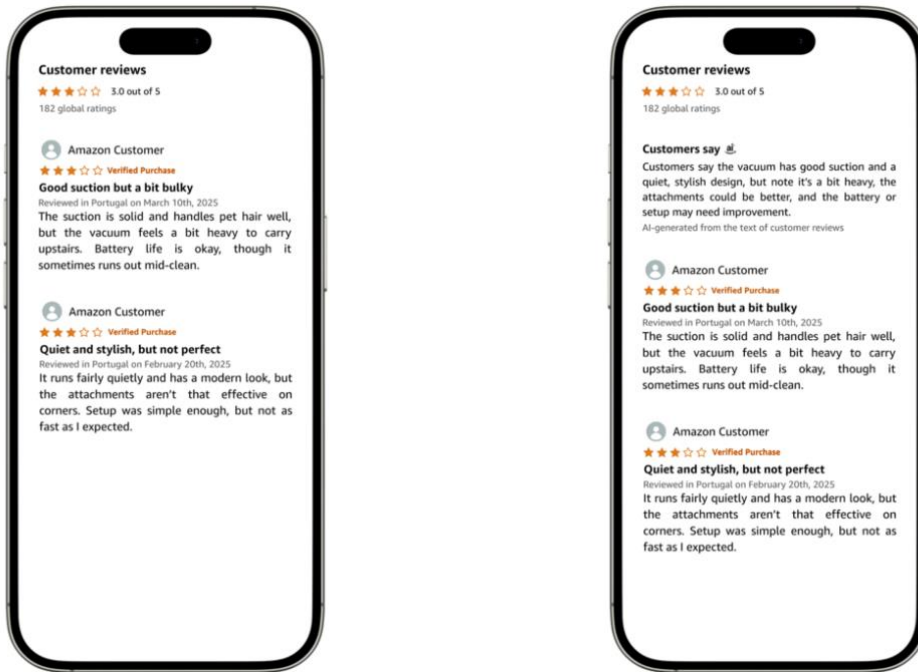 Customer reviews
3.0 out of 5
182 global ratings
Amazon Customer
Verified Purchase
Good suction but a bit bulky
Reviewed in Portugal on March 10th, 2025
The suction is solid and handles pet hair well,
but the vacuum feels a bit heavy to carry
upstairs. Battery life is okay, though it
sometimes runs out mid-clean.
Amazon Customer
Verified Purchase
Quiet and stylish, but not perfect
Reviewed in Portugal on February 20th, 2025
It runs fairly quietly and has a modern look, but
the attachments aren't that effective on
corners. Setup was simple enough, but not as
fast as I expected.
Customer reviews
3.0 out of 5
182 global ratings
Customers say
Customers say the vacuum has good suction and a
quiet, stylish design, but note it's a bit heavy, the
attachments could be better, and the battery or
setup may need improvement.
AI-generated from the text of customer reviews
Amazon Customer
Verified Purchase
Good suction but a bit bulky
Reviewed in Portugal on March 10th, 2025
The suction is solid and handles pet hair well,
but the vacuum feels a bit heavy to carry
upstairs. Battery life is okay, though it
sometimes runs out mid-clean.
Amazon Customer
Verified Purchase
Quiet and stylish, but not perfect
Reviewed in Portugal on February 20th, 2025
It runs fairly quietly and has a modern look, but
the attachments aren't that effective on
corners. Setup was simple enough, but not as
fast as I expected.